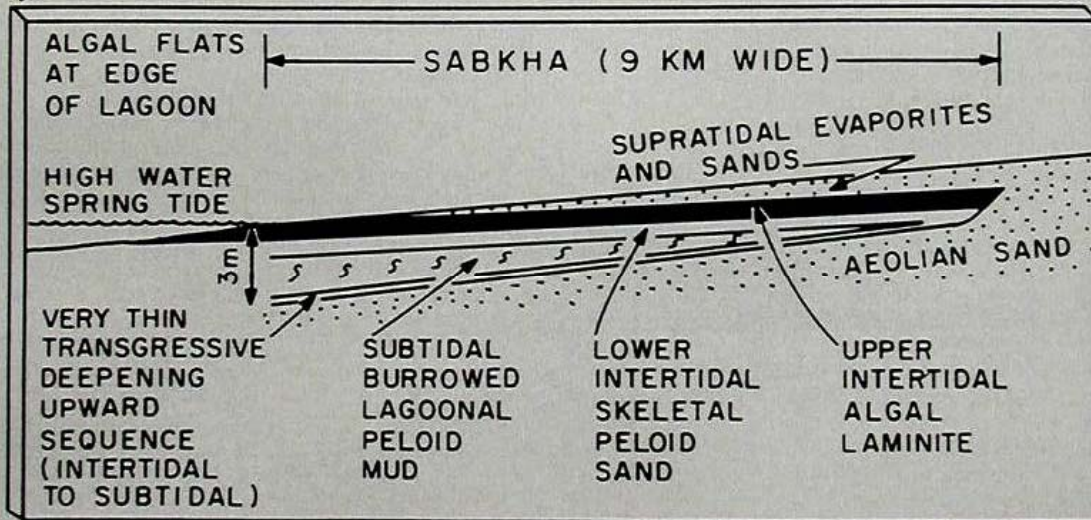 ALGAL FLATS
AT EDGE
OF LAGOON
SABKHA (9 KM WIDE)
SUPRATIDAL EVAPORITES
AND SANDS
HIGH WATER
SPRING TIDE
3m
AEOLIAN SAND
VERY THIN
TRANSGRESSIVE
DEEPENING
UPWARD
SEQUENCE
(INTERTIDAL
TO SUBTIDAL)
SUBTIDAL
BURROWED
LAGOONAL
PELOID
MUD
LOWER
INTERTIDAL
SKELETAL
PELOID
SAND
UPPER
INTERTIDAL
ALGAL
LAMINITE